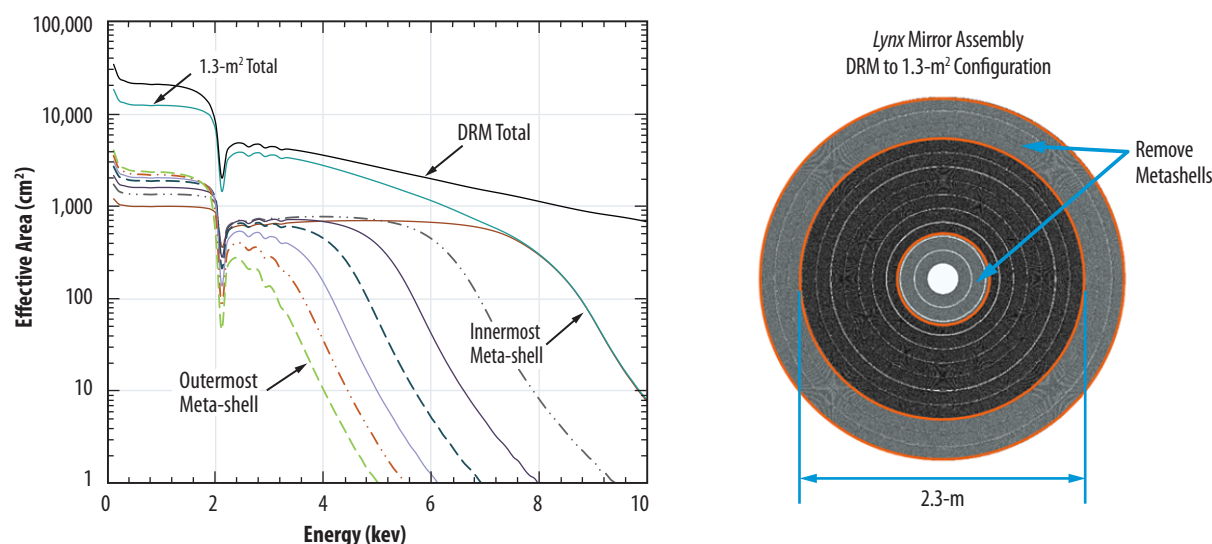 100,000
10,000
1,000
100
10
1
Effective Area (cm²)
0
2
4
6
8
10
Energy (kev)
1.3-m² Total
DRM Total
Innermost
Meta-shell
Outermost
Meta-shell
Lynx Mirror Assembly
DRM to 1.3-m² Configuration
Remove
Metashells
2.3-m